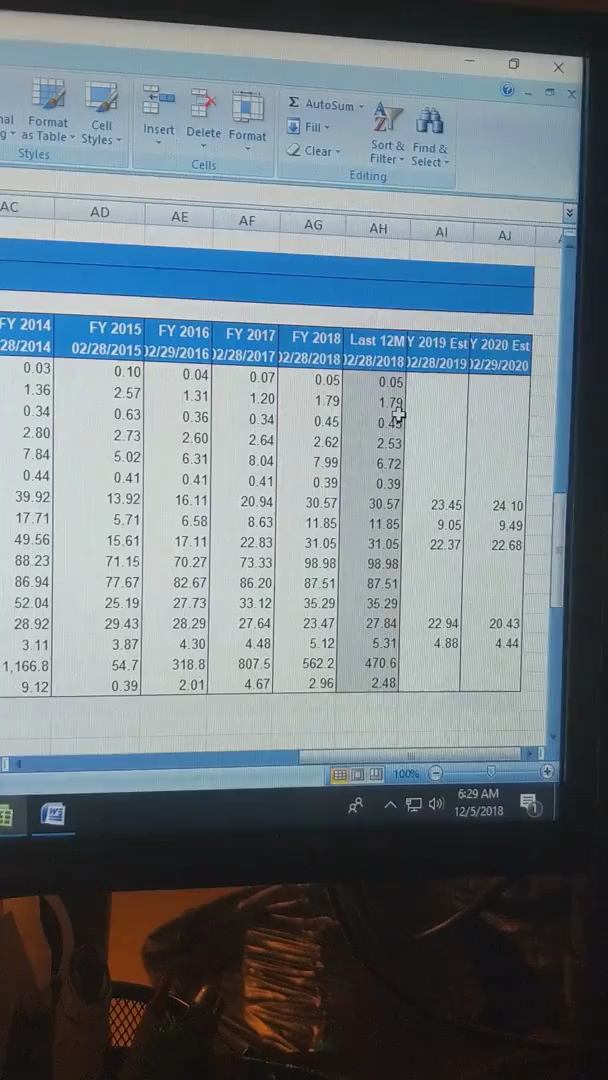 AutoSum
Format as Table
Cell Styles
Insert
Delete
Format
Fill
Clear
Sort & Filter
Find & Select
Styles
Cells
Editing
AC AD AE AF AG AH AI AJ
FY 2014 FY 2015 FY 2016 FY 2017 FY 2018 Last 12M Y 2019 Est Y 2020 Est
28/2014 02/28/2015 02/29/2016 02/28/2017 02/28/2018 02/28/2018 02/28/2019 02/29/2020
0.03 0.10 0.04 0.07 0.05 0.05
1.36 2.57 1.31 1.20 1.79 1.79
0.34 0.63 0.36 0.34 0.45 0.45
2.80 2.73 2.60 2.64 2.62 2.53
7.84 5.02 6.31 8.04 7.99 6.72
0.44 0.41 0.41 0.41 0.39 0.39
39.92 13.92 16.11 20.94 30.57 30.57 23.45 24.10
17.71 5.71 6.58 8.63 11.85 11.85 9.05 9.49
49.56 15.61 17.11 22.83 31.05 31.05 22.37 22.68
88.23 71.15 70.27 73.33 98.98 98.98
86.94 77.67 82.67 86.20 87.51 87.51
52.04 25.19 27.73 33.12 35.29 35.29
28.92 29.43 28.29 27.64 23.47 27.84 22.94 20.43
3.11 3.87 4.30 4.48 5.12 5.31 4.88 4.44
1,166.8 54.7 318.8 807.5 562.2 470.6
9.12 0.39 2.01 4.67 2.96 2.48
100%
6:29 AM
12/5/2018
1